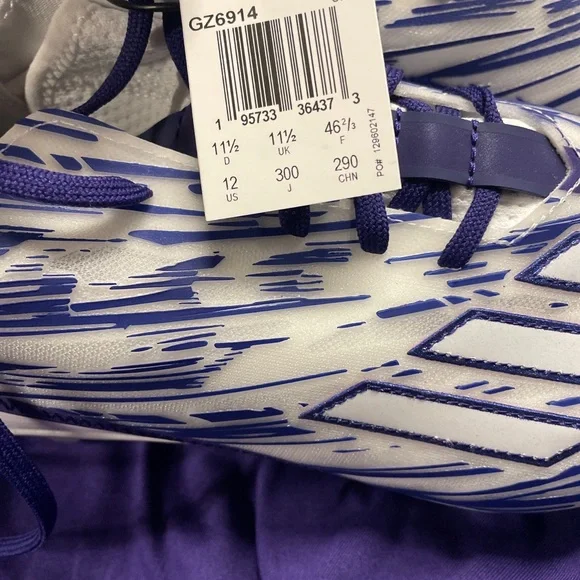 GZ6914
1 95733 36437 3
11½ 11½ 46⅔
D UK F
12 300 290
US J CHN
PO# 129602147